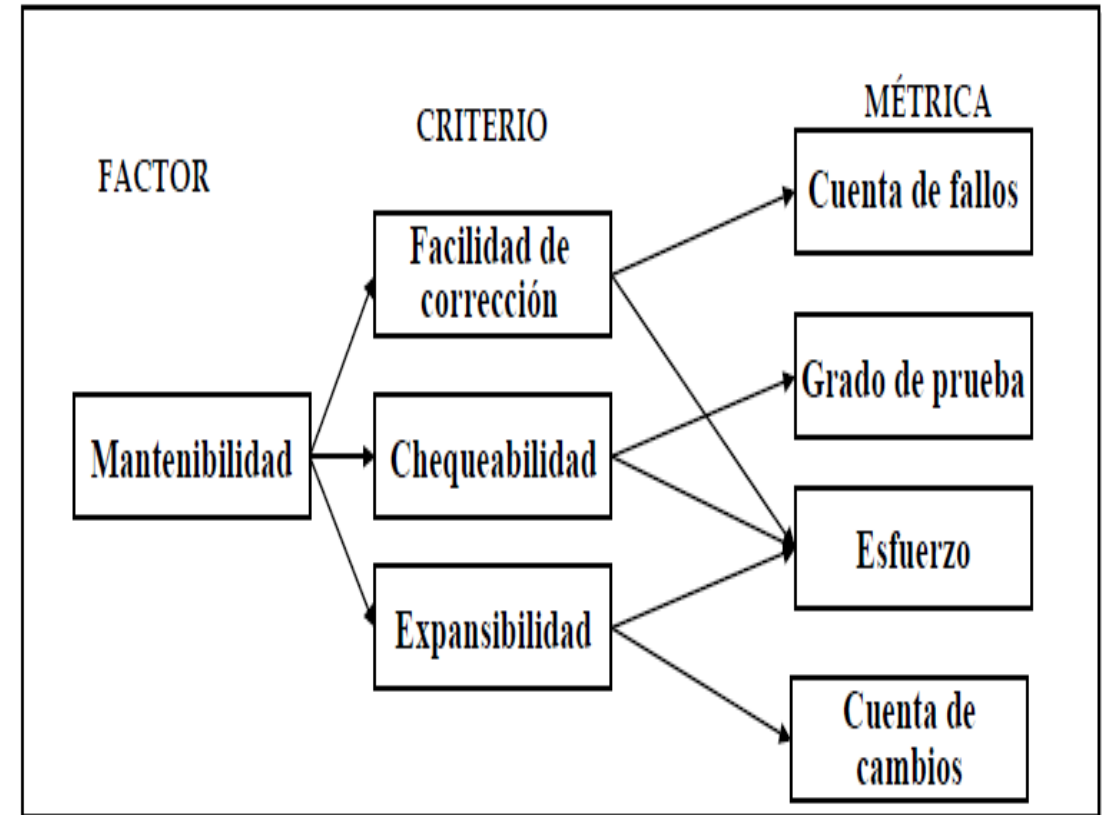 FACTOR
CRITERIO
MÉTRICA
Mantenibilidad
Facilidad de
corrección
Chequeabilidad
Expansibilidad
Cuenta de fallos
Grado de prueba
Esfuerzo
Cuenta de
cambios